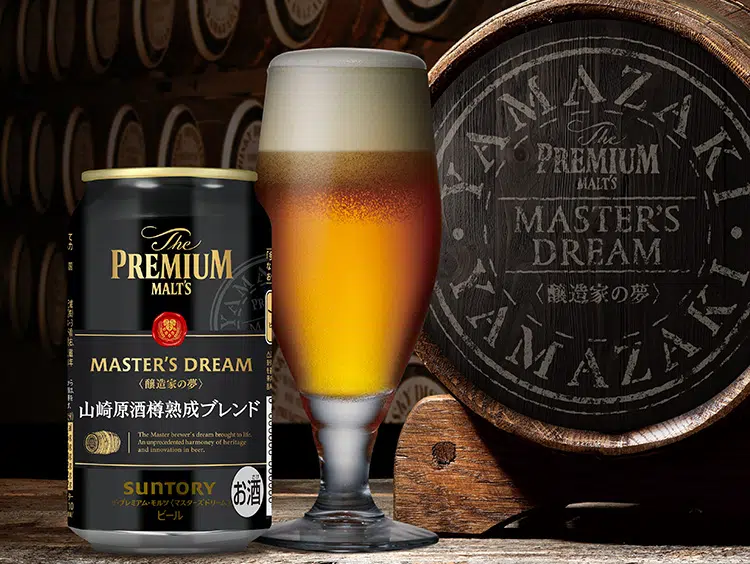 The
PREMIUM
MALT'S
MASTER'S DREAM
〈醸造家の夢〉
山崎原酒樽熟成ブレンド
The Master brewer's dream brought to life.
An unprecedented harmony of heritage
and innovation in beer.
SUNTORY
ザ・プレミアム・モルツ〈マスターズドリーム〉
ビール
お酒
YAMAZAKI
The
PREMIUM
MALT'S
MASTER'S
DREAM
〈醸造家の夢〉
YAMAZAKI